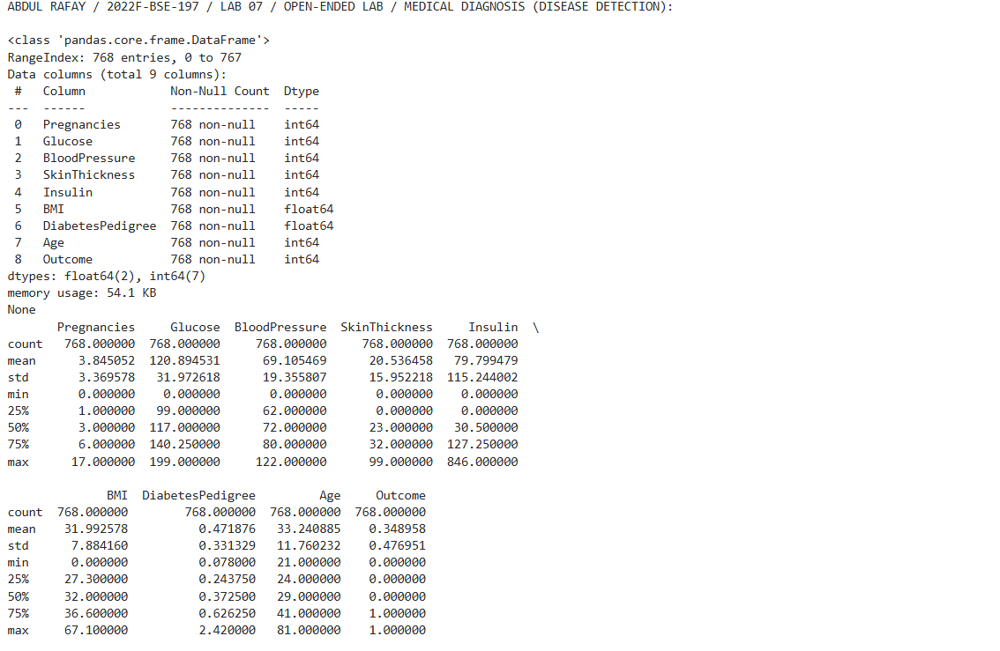 ABDUL RAFAY / 2022F-BSE-197 / LAB 07 / OPEN-ENDED LAB / MEDICAL DIAGNOSIS (DISEASE DETECTION):
<class 'pandas.core.frame.DataFrame'>
RangeIndex: 768 entries, 0 to 767
Data columns (total 9 columns):
 #   Column            Non-Null Count  Dtype
---  ------            --------------  -----
 0   Pregnancies       768 non-null    int64
 1   Glucose           768 non-null    int64
 2   BloodPressure     768 non-null    int64
 3   SkinThickness     768 non-null    int64
 4   Insulin           768 non-null    int64
 5   BMI               768 non-null    float64
 6   DiabetesPedigree  768 non-null    float64
 7   Age               768 non-null    int64
 8   Outcome           768 non-null    int64
dtypes: float64(2), int64(7)
memory usage: 54.1 KB
None
       Pregnancies     Glucose  BloodPressure  SkinThickness     Insulin  \
count   768.000000  768.000000     768.000000     768.000000  768.000000
mean      3.845052  120.894531      69.105469      20.536458   79.799479
std       3.369578   31.972618      19.355807      15.952218  115.244002
min       0.000000    0.000000       0.000000       0.000000    0.000000
25%       1.000000   99.000000      62.000000       0.000000    0.000000
50%       3.000000  117.000000      72.000000      23.000000   30.500000
75%       6.000000  140.250000      80.000000      32.000000  127.250000
max      17.000000  199.000000     122.000000      99.000000  846.000000
              BMI  DiabetesPedigree         Age     Outcome
count  768.000000        768.000000  768.000000  768.000000
mean    31.992578          0.471876   33.240885    0.348958
std      7.884160          0.331329   11.760232    0.476951
min      0.000000          0.078000   21.000000    0.000000
25%     27.300000          0.243750   24.000000    0.000000
50%     32.000000          0.372500   29.000000    0.000000
75%     36.600000          0.626250   41.000000    1.000000
max     67.100000          2.420000   81.000000    1.000000